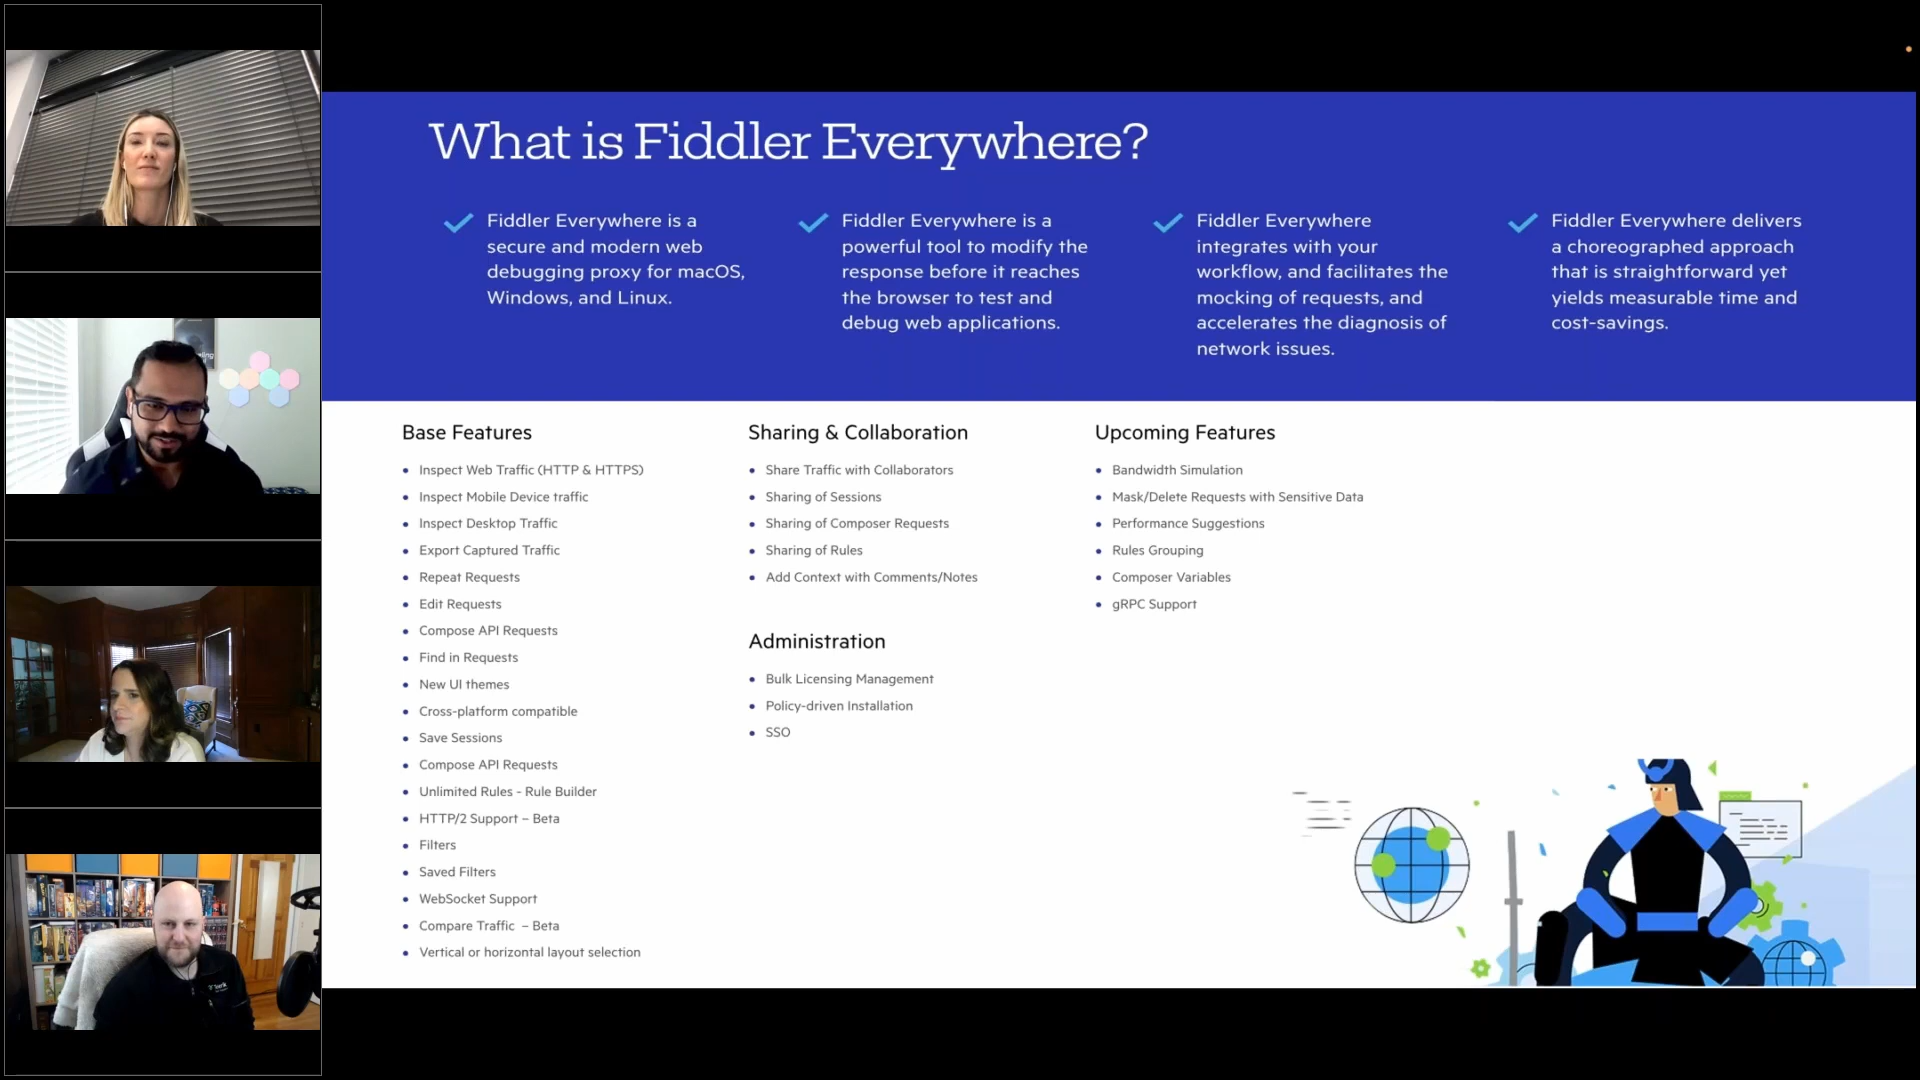 What is Fiddler Everywhere?
Fiddler Everywhere is a
secure and modern web
debugging proxy for macOS,
Windows, and Linux.
Fiddler Everywhere is a
powerful tool to modify the
response before it reaches
the browser to test and
debug web applications.
Fiddler Everywhere
integrates with your
workflow, and facilitates the
mocking of requests, and
accelerates the diagnosis of
network issues.
Fiddler Everywhere delivers
a choreographed approach
that is straightforward yet
yields measurable time and
cost-savings.
Base Features
Inspect Web Traffic (HTTP & HTTPS)
Inspect Mobile Device traffic
Inspect Desktop Traffic
Export Captured Traffic
Repeat Requests
Edit Requests
Compose API Requests
Find in Requests
New UI themes
Cross-platform compatible
Save Sessions
Compose API Requests
Unlimited Rules - Rule Builder
HTTP/2 Support – Beta
Filters
Saved Filters
WebSocket Support
Compare Traffic – Beta
Vertical or horizontal layout selection
Sharing & Collaboration
Share Traffic with Collaborators
Sharing of Sessions
Sharing of Composer Requests
Sharing of Rules
Add Context with Comments/Notes
Administration
Bulk Licensing Management
Policy-driven Installation
SSO
Upcoming Features
Bandwidth Simulation
Mask/Delete Requests with Sensitive Data
Performance Suggestions
Rules Grouping
Composer Variables
gRPC Support